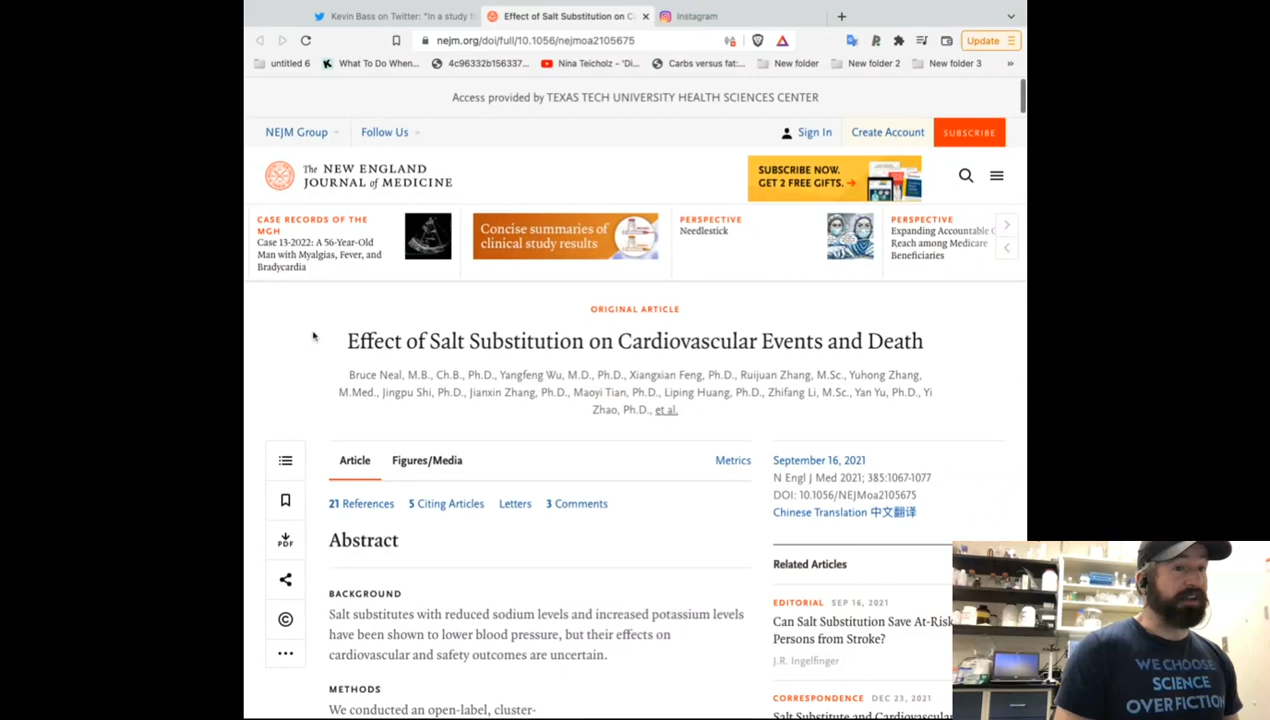 Kevin Bass on Twitter: "In a study f
Effect of Salt Substitution on C
Instagram
nejm.org/doi/full/10.1056/nejmoa2105675
Update
untitled 6
What To Do When...
4c96332b156337...
Nina Teicholz - 'Di...
Carbs versus fat:...
New folder
New folder 2
New folder 3
Access provided by TEXAS TECH UNIVERSITY HEALTH SCIENCES CENTER
NEJM Group
Follow Us
Sign In
Create Account
SUBSCRIBE
The NEW ENGLAND
JOURNAL of MEDICINE
SUBSCRIBE NOW.
GET 2 FREE GIFTS.
CASE RECORDS OF THE
MGH
Case 13-2022: A 56-Year-Old
Man with Myalgias, Fever, and
Bradycardia
Concise summaries of
clinical study results
PERSPECTIVE
Needlestick
PERSPECTIVE
Expanding Accountable C
Reach among Medicare
Beneficiaries
ORIGINAL ARTICLE
Effect of Salt Substitution on Cardiovascular Events and Death
Bruce Neal, M.B., Ch.B., Ph.D., Yangfeng Wu, M.D., Ph.D., Xiangxian Feng, Ph.D., Ruijuan Zhang, M.Sc., Yuhong Zhang,
M.Med., Jingpu Shi, Ph.D., Jianxin Zhang, Ph.D., Maoyi Tian, Ph.D., Liping Huang, Ph.D., Zhifang Li, M.Sc., Yan Yu, Ph.D., Yi
Zhao, Ph.D., et al.
Article
Figures/Media
Metrics
21 References
5 Citing Articles
Letters
3 Comments
PDF
Abstract
BACKGROUND
Salt substitutes with reduced sodium levels and increased potassium levels
have been shown to lower blood pressure, but their effects on
cardiovascular and safety outcomes are uncertain.
METHODS
We conducted an open-label, cluster-
September 16, 2021
N Engl J Med 2021; 385:1067-1077
DOI: 10.1056/NEJMoa2105675
Chinese Translation 中文翻译
Related Articles
EDITORIAL SEP 16, 2021
Can Salt Substitution Save At-Risk
Persons from Stroke?
J.R. Ingelfinger
CORRESPONDENCE DEC 23, 2021
Salt Substitute and Cardiovascular
WE CHOOSE
SCIENCE
OVER FICTION